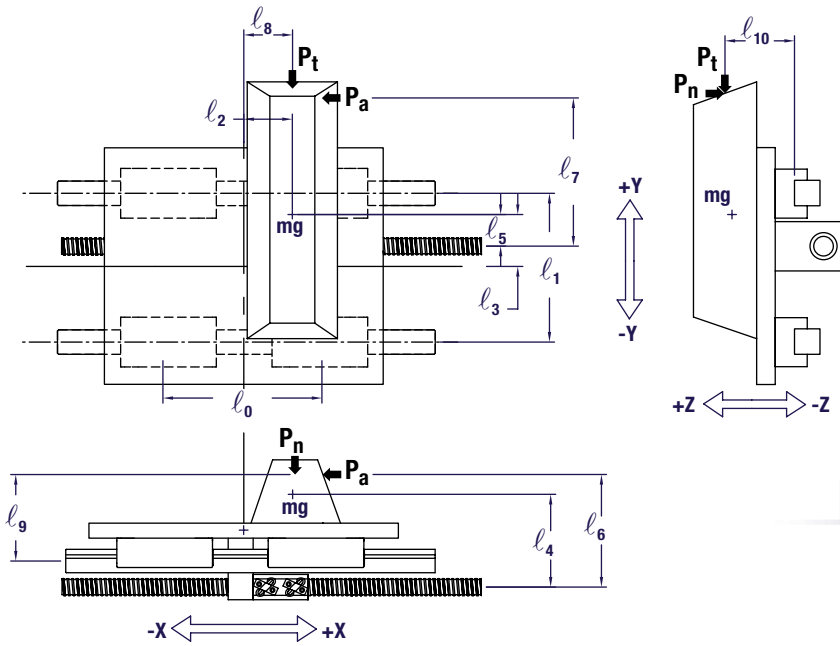 ℓ8
Pt
Pa
ℓ2
ℓ7
mg
ℓ5
ℓ1
ℓ3
ℓ0
ℓ10
Pt
Pn
mg
+Y
-Y
+Z
-Z
Pn
Pa
mg
ℓ9
ℓ4
ℓ6
-X
+X